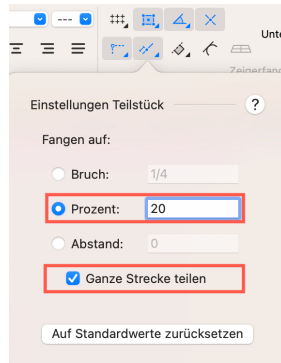 Unte
Zeigerfang
Einstellungen Teilstück
?
Fangen auf:
Bruch: 1/4
Prozent: 20
Abstand: 0
Ganze Strecke teilen
Auf Standardwerte zurücksetzen